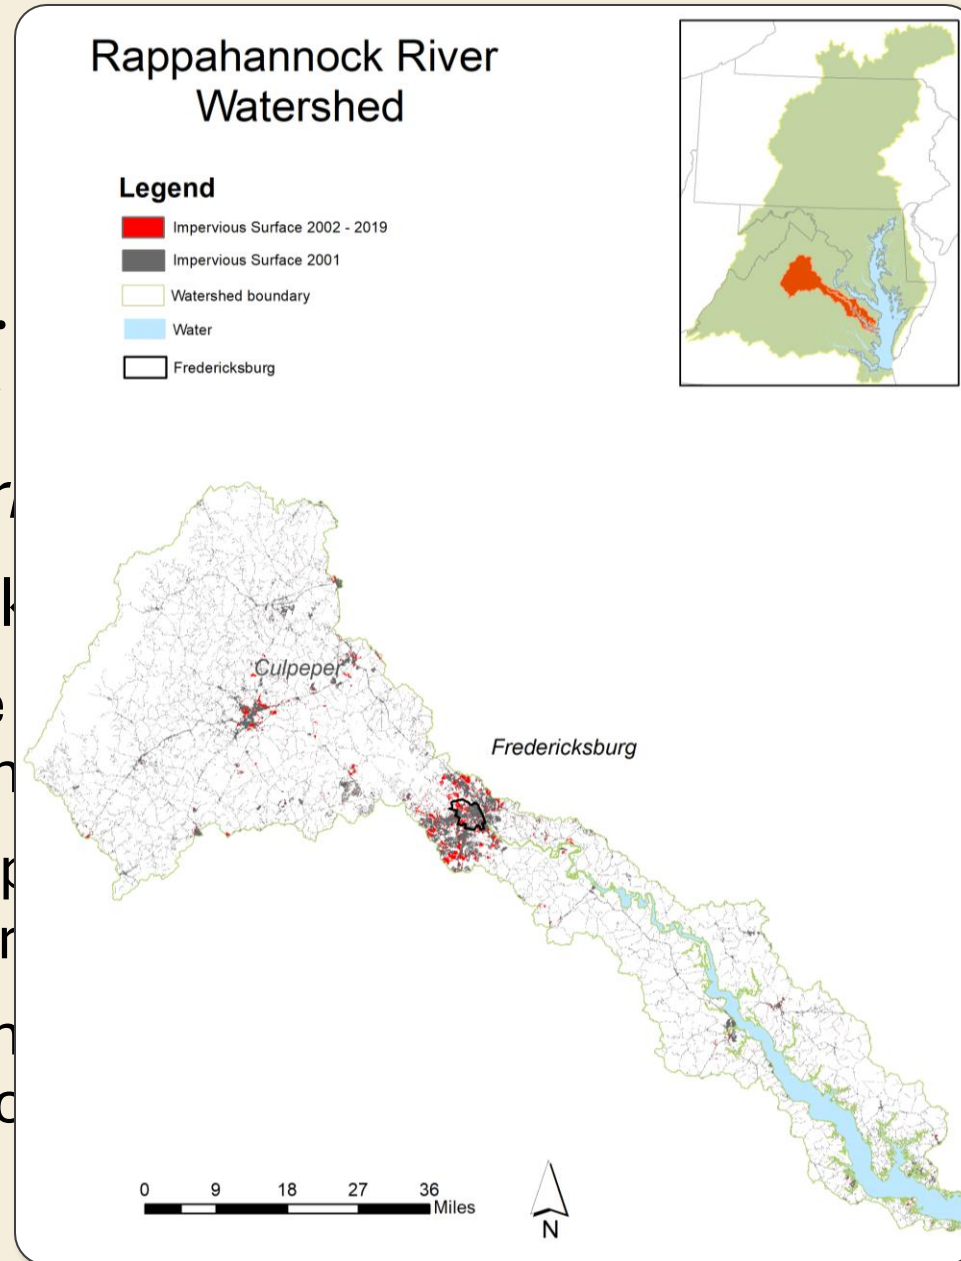 Rappahannock River
Watershed
Legend
Impervious Surface 2002 - 2019
Impervious Surface 2001
Watershed boundary
Water
Fredericksburg
Culpeper
Fredericksburg
0 9 18 27 36
Miles
N